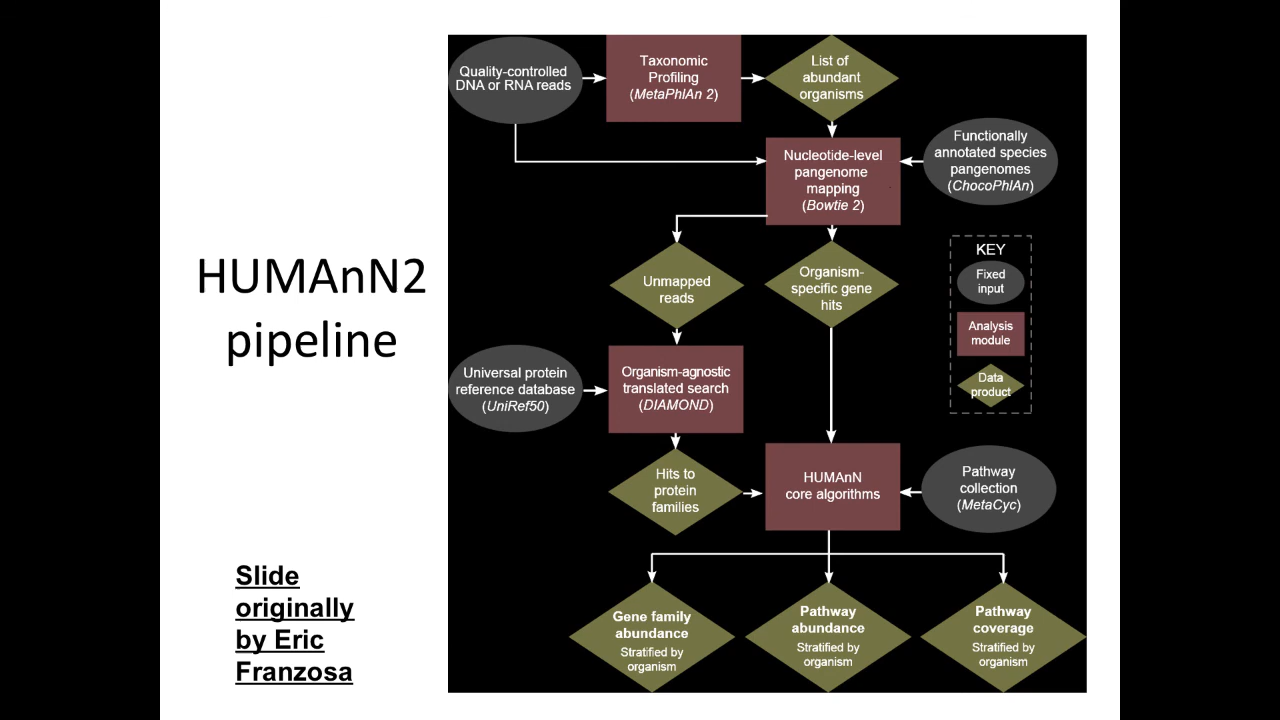 HUMAnN2
pipeline
Slide
originally
by Eric
Franzosa
Quality-controlled
DNA or RNA reads
Taxonomic
Profiling
(MetaPhlAn 2)
List of
abundant
organisms
Nucleotide-level
pangenome
mapping
(Bowtie 2)
Functionally
annotated species
pangenomes
(ChocoPhlAn)
Unmapped
reads
Organism-
specific gene
hits
KEY
Fixed
input
Analysis
module
Data
product
Universal protein
reference database
(UniRef50)
Organism-agnostic
translated search
(DIAMOND)
Hits to
protein
families
HUMAnN
core algorithms
Pathway
collection
(MetaCyc)
Gene family
abundance
Stratified by
organism
Pathway
abundance
Stratified by
organism
Pathway
coverage
Stratified by
organism